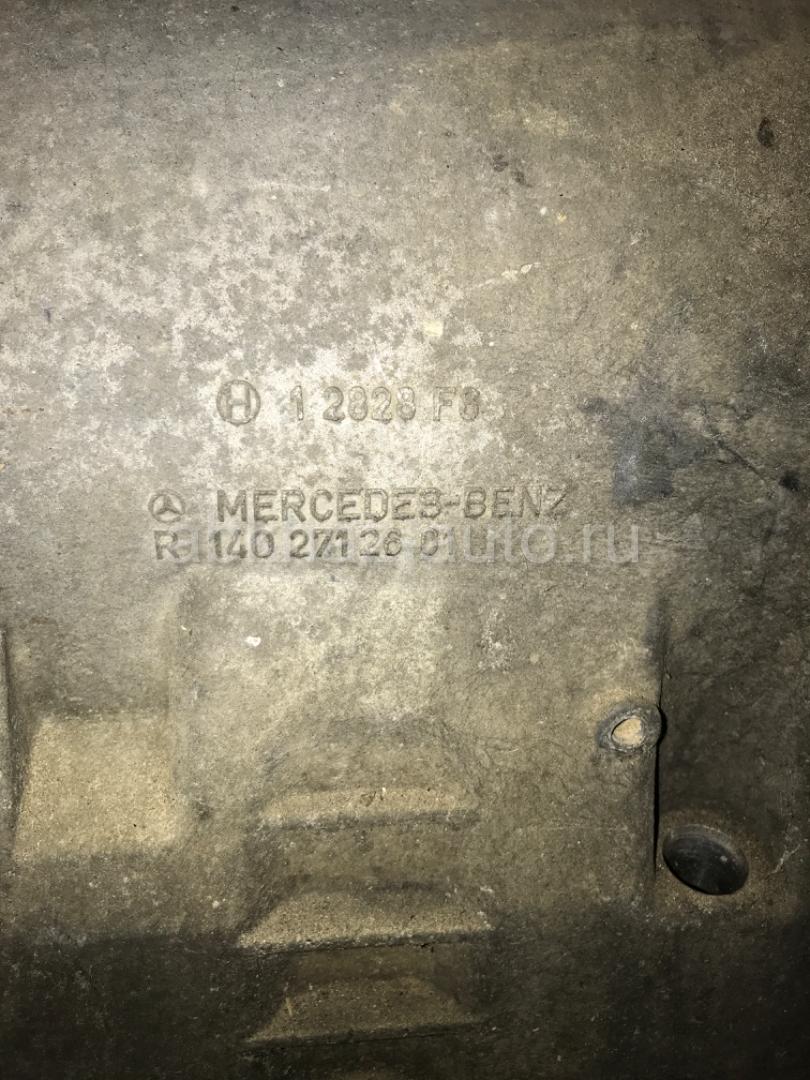 H 1 2828 F8
MERCEDES-BENZ
R 140 271 26 01